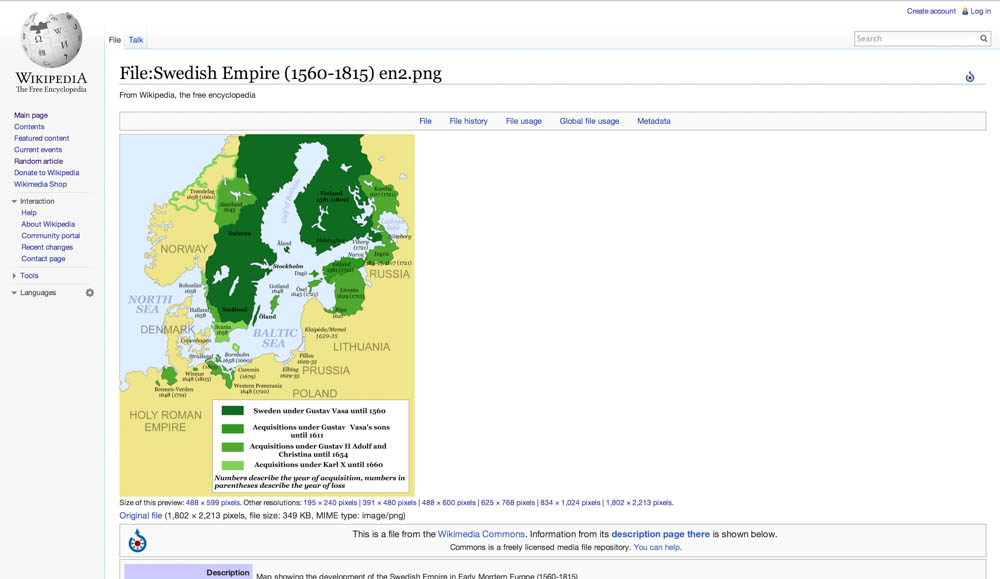 Create account Log in
WIKIPEDIA
The Free Encyclopedia
Main page
Contents
Featured content
Current events
Random article
Donate to Wikipedia
Wikimedia Shop
Interaction
Help
About Wikipedia
Community portal
Recent changes
Contact page
Tools
Languages
File Talk
Search
File:Swedish Empire (1560-1815) en2.png
From Wikipedia, the free encyclopedia
File File history File usage Global file usage Metadata
Trøndelag
1658 (1660)
Jämtland
1645
Gulf of Bothnia
Finland
1581 (1809)
Karelia
1617 (1721)
Ladoga
lake
Dalarna
NORWAY
Åland
Viborg
(1721)
Narva
Ingria
1617 (1721)
RUSSIA
Stockholm
Dagö
Estland
1561 (1721)
Bohuslän
1658
Gotland
1648
Ösel
1645 (1721)
Livonia
1629 (1721)
NORTH
SEA
Halland
1658
Småland
Öland
Riga
1621
DENMARK
Scania
1658
Copenhagen
BALTIC
SEA
Klaipėda/Memel
1629-35
LITHUANIA
Stralsund
Bornholm
1658 (1660)
Pillau
1629-35
Wismar
1648 (1803)
Cammin
(1679)
Elbing
1629-35
PRUSSIA
Bremen-Verden
1648 (1719)
Western Pomerania
1648 (1720)
POLAND
HOLY ROMAN
EMPIRE
Sweden under Gustav Vasa until 1560
Acquisitions under Gustav Vasa's sons
until 1611
Acquisitions under Gustav II Adolf and
Christina until 1654
Acquisitions under Karl X until 1660
Numbers describe the year of acquisition, numbers in
parentheses describe the year of loss
Size of this preview: 488 × 599 pixels. Other resolutions: 195 × 240 pixels | 391 × 480 pixels | 488 × 600 pixels | 625 × 768 pixels | 834 × 1,024 pixels | 1,802 × 2,213 pixels.
Original file (1,802 × 2,213 pixels, file size: 349 KB, MIME type: image/png)
This is a file from the Wikimedia Commons. Information from its description page there is shown below.
Commons is a freely licensed media file repository. You can help.
Description Map showing the development of the Swedish Empire in Early Mordern Europe (1560-1815)